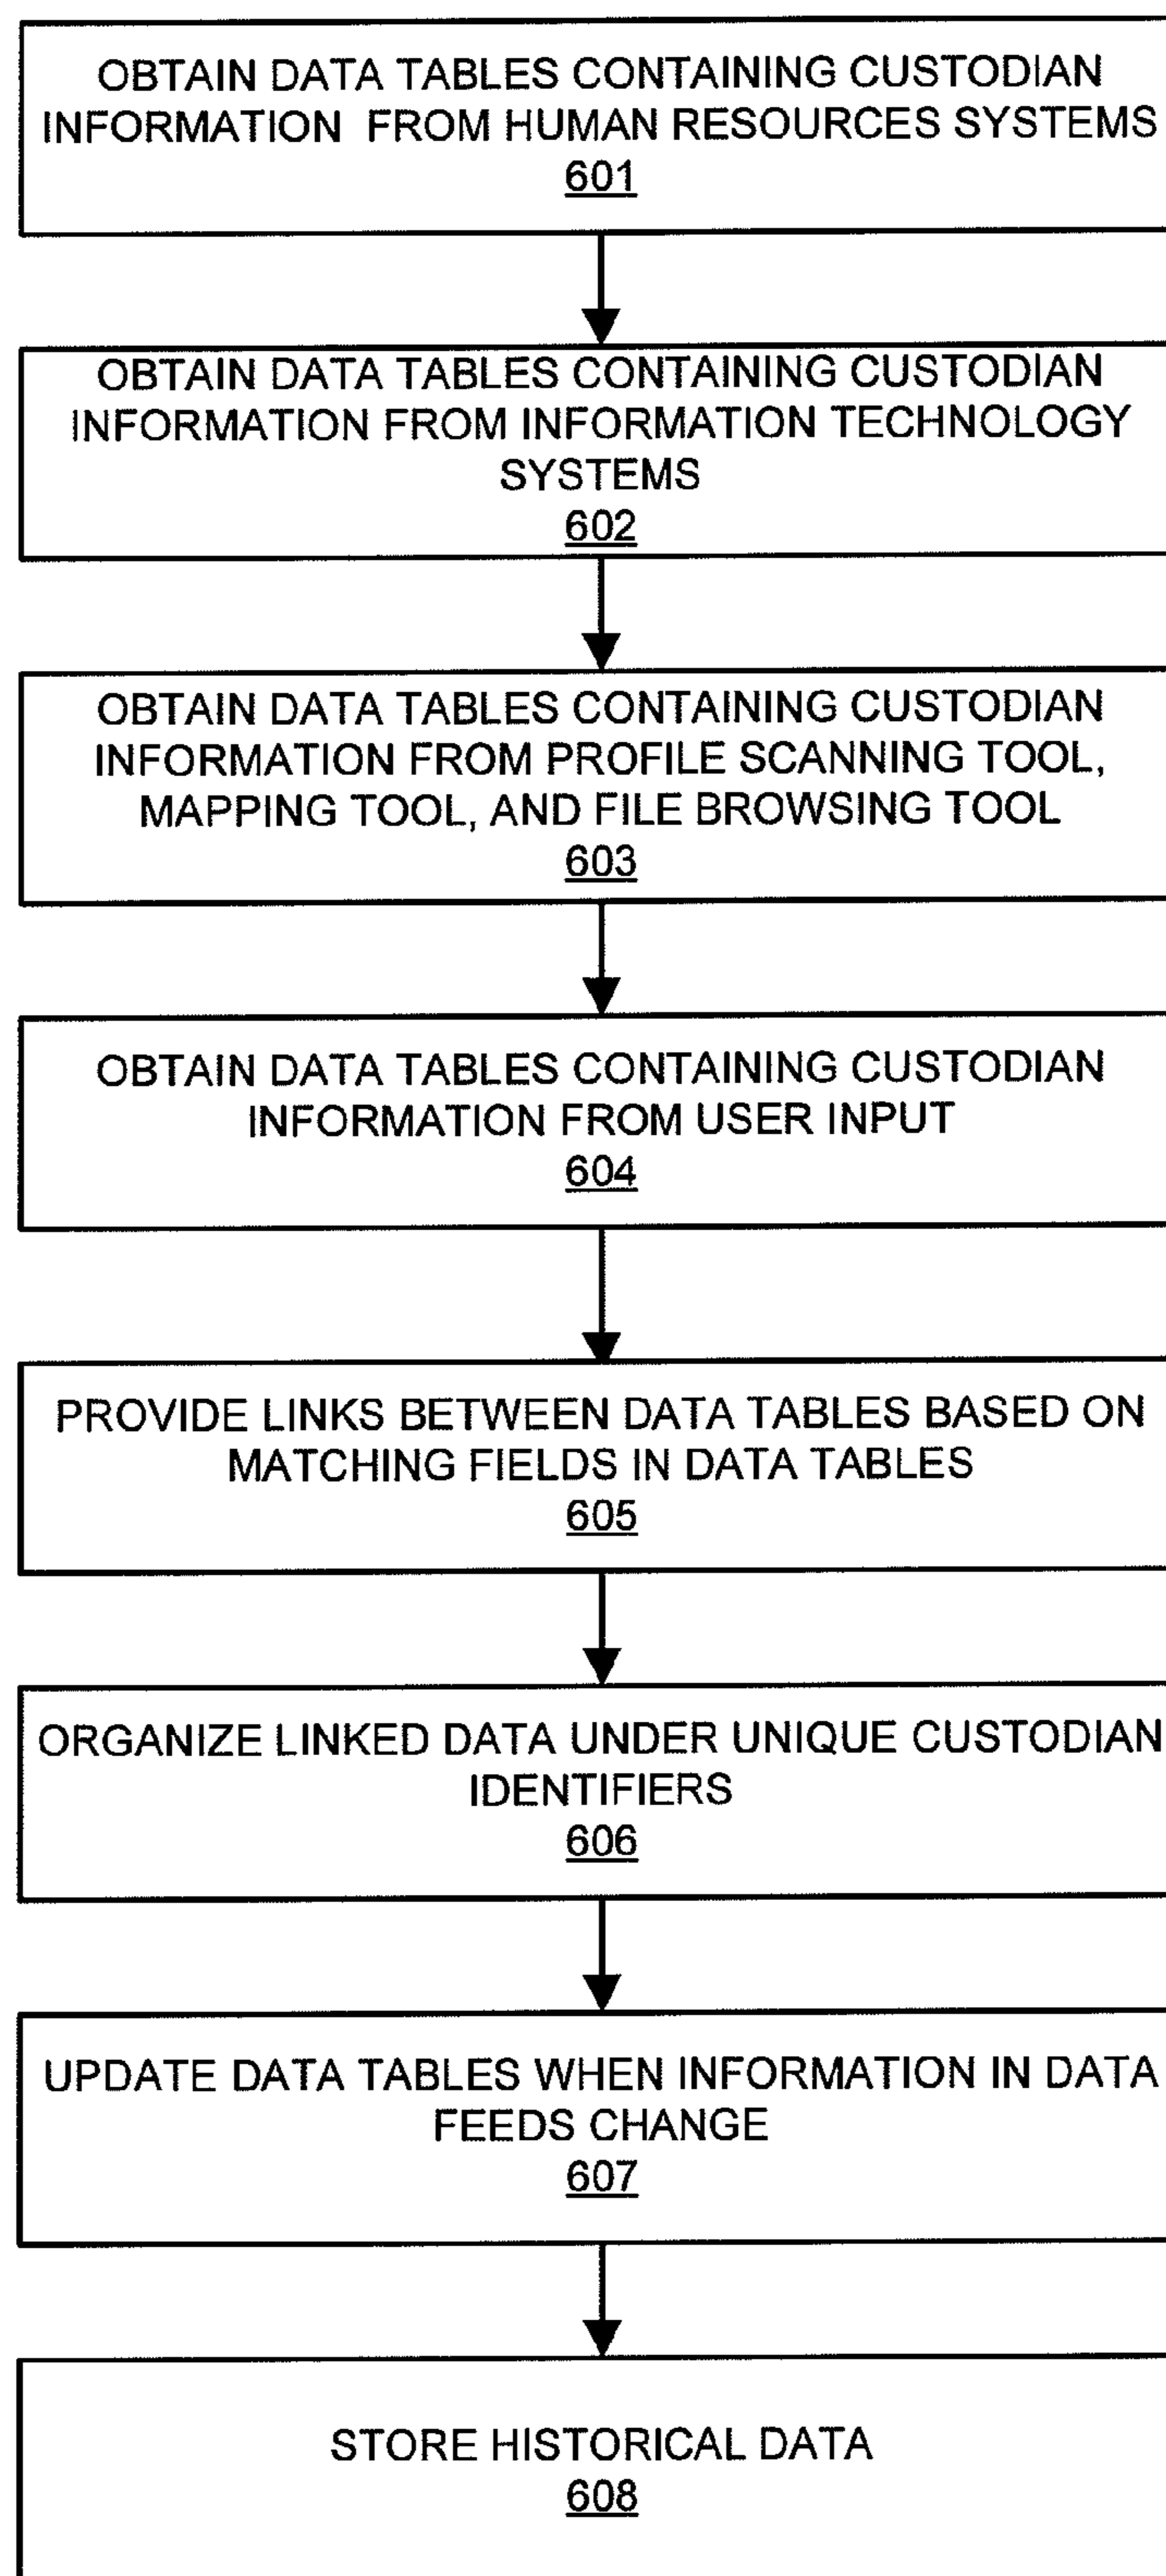 OBTAIN DATA TABLES CONTAINING CUSTODIAN
INFORMATION FROM HUMAN RESOURCES SYSTEMS
601
OBTAIN DATA TABLES CONTAINING CUSTODIAN
INFORMATION FROM INFORMATION TECHNOLOGY
SYSTEMS
602
OBTAIN DATA TABLES CONTAINING CUSTODIAN
INFORMATION FROM PROFILE SCANNING TOOL,
MAPPING TOOL, AND FILE BROWSING TOOL
603
OBTAIN DATA TABLES CONTAINING CUSTODIAN
INFORMATION FROM USER INPUT
604
PROVIDE LINKS BETWEEN DATA TABLES BASED ON
MATCHING FIELDS IN DATA TABLES
605
ORGANIZE LINKED DATA UNDER UNIQUE CUSTODIAN
IDENTIFIERS
606
UPDATE DATA TABLES WHEN INFORMATION IN DATA
FEEDS CHANGE
607
STORE HISTORICAL DATA
608